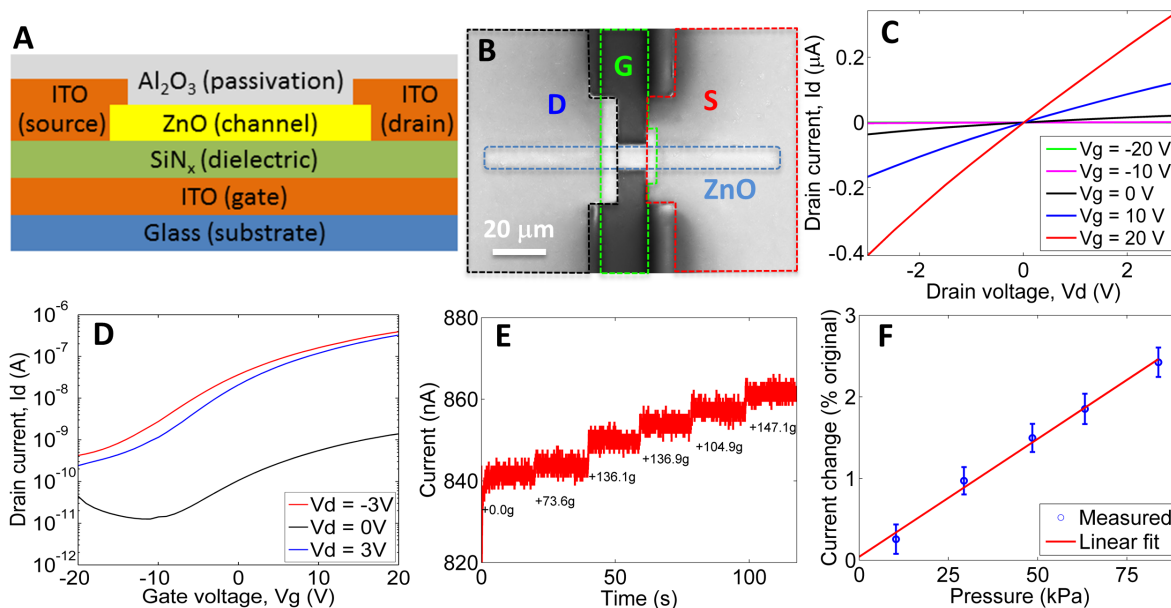 A
Al₂O₃ (passivation)
ITO
(source)
ITO
(drain)
ZnO (channel)
SiNₓ (dielectric)
ITO (gate)
Glass (substrate)
B
G
D
S
ZnO
20 μm
C
Drain current, Id (μA)
0.2
0
-0.2
-0.4
-2
0
2
Drain voltage, Vd (V)
Vg = -20 V
Vg = -10 V
Vg = 0 V
Vg = 10 V
Vg = 20 V
D
Drain current, Id (A)
10⁻⁶
10⁻⁷
10⁻⁸
10⁻⁹
10⁻¹⁰
10⁻¹¹
10⁻¹²
-20
-10
0
10
20
Gate voltage, Vg (V)
Vd = -3V
Vd = 0V
Vd = 3V
E
Current (nA)
880
860
840
820
0
50
100
Time (s)
+0.0g
+73.6g
+136.1g
+136.9g
+104.9g
+147.1g
F
Current change (% original)
3
2
1
0
0
25
50
75
Pressure (kPa)
Measured
Linear fit